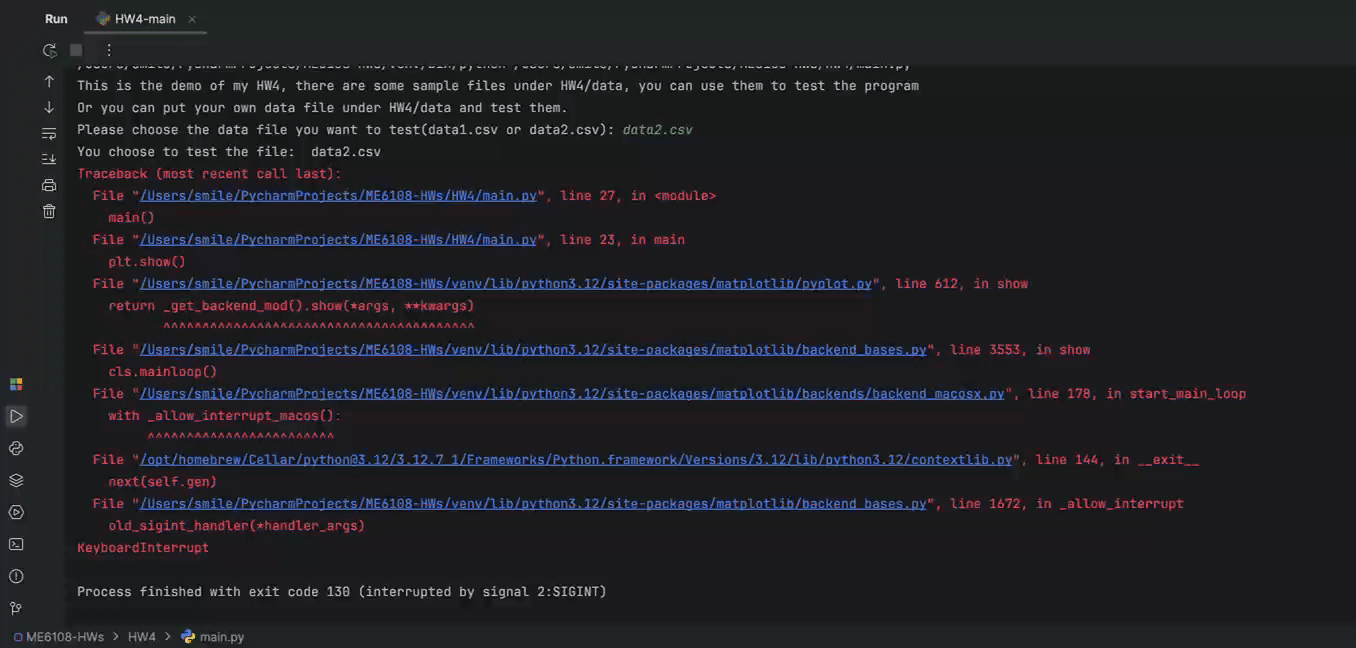 Run HW4-main ×
This is the demo of my HW4, there are some sample files under HW4/data, you can use them to test the program
Or you can put your own data file under HW4/data and test them.
Please choose the data file you want to test(data1.csv or data2.csv): data2.csv
You choose to test the file:  data2.csv
Traceback (most recent call last):
  File "/Users/smile/PycharmProjects/ME6108-HWs/HW4/main.py", line 27, in <module>
    main()
  File "/Users/smile/PycharmProjects/ME6108-HWs/HW4/main.py", line 23, in main
    plt.show()
  File "/Users/smile/PycharmProjects/ME6108-HWs/venv/lib/python3.12/site-packages/matplotlib/pyplot.py", line 612, in show
    return _get_backend_mod().show(*args, **kwargs)
           ^^^^^^^^^^^^^^^^^^^^^^^^^^^^^^^^^^^^^^^^
  File "/Users/smile/PycharmProjects/ME6108-HWs/venv/lib/python3.12/site-packages/matplotlib/backend_bases.py", line 3553, in show
    cls.mainloop()
  File "/Users/smile/PycharmProjects/ME6108-HWs/venv/lib/python3.12/site-packages/matplotlib/backends/backend_macosx.py", line 178, in start_main_loop
    with _allow_interrupt_macos():
         ^^^^^^^^^^^^^^^^^^^^^^^^
  File "/opt/homebrew/Cellar/python@3.12/3.12.7_1/Frameworks/Python.framework/Versions/3.12/lib/python3.12/contextlib.py", line 144, in __exit__
    next(self.gen)
  File "/Users/smile/PycharmProjects/ME6108-HWs/venv/lib/python3.12/site-packages/matplotlib/backend_bases.py", line 1672, in _allow_interrupt
    old_sigint_handler(*handler_args)
KeyboardInterrupt
Process finished with exit code 130 (interrupted by signal 2:SIGINT)
ME6108-HWs > HW4 > main.py